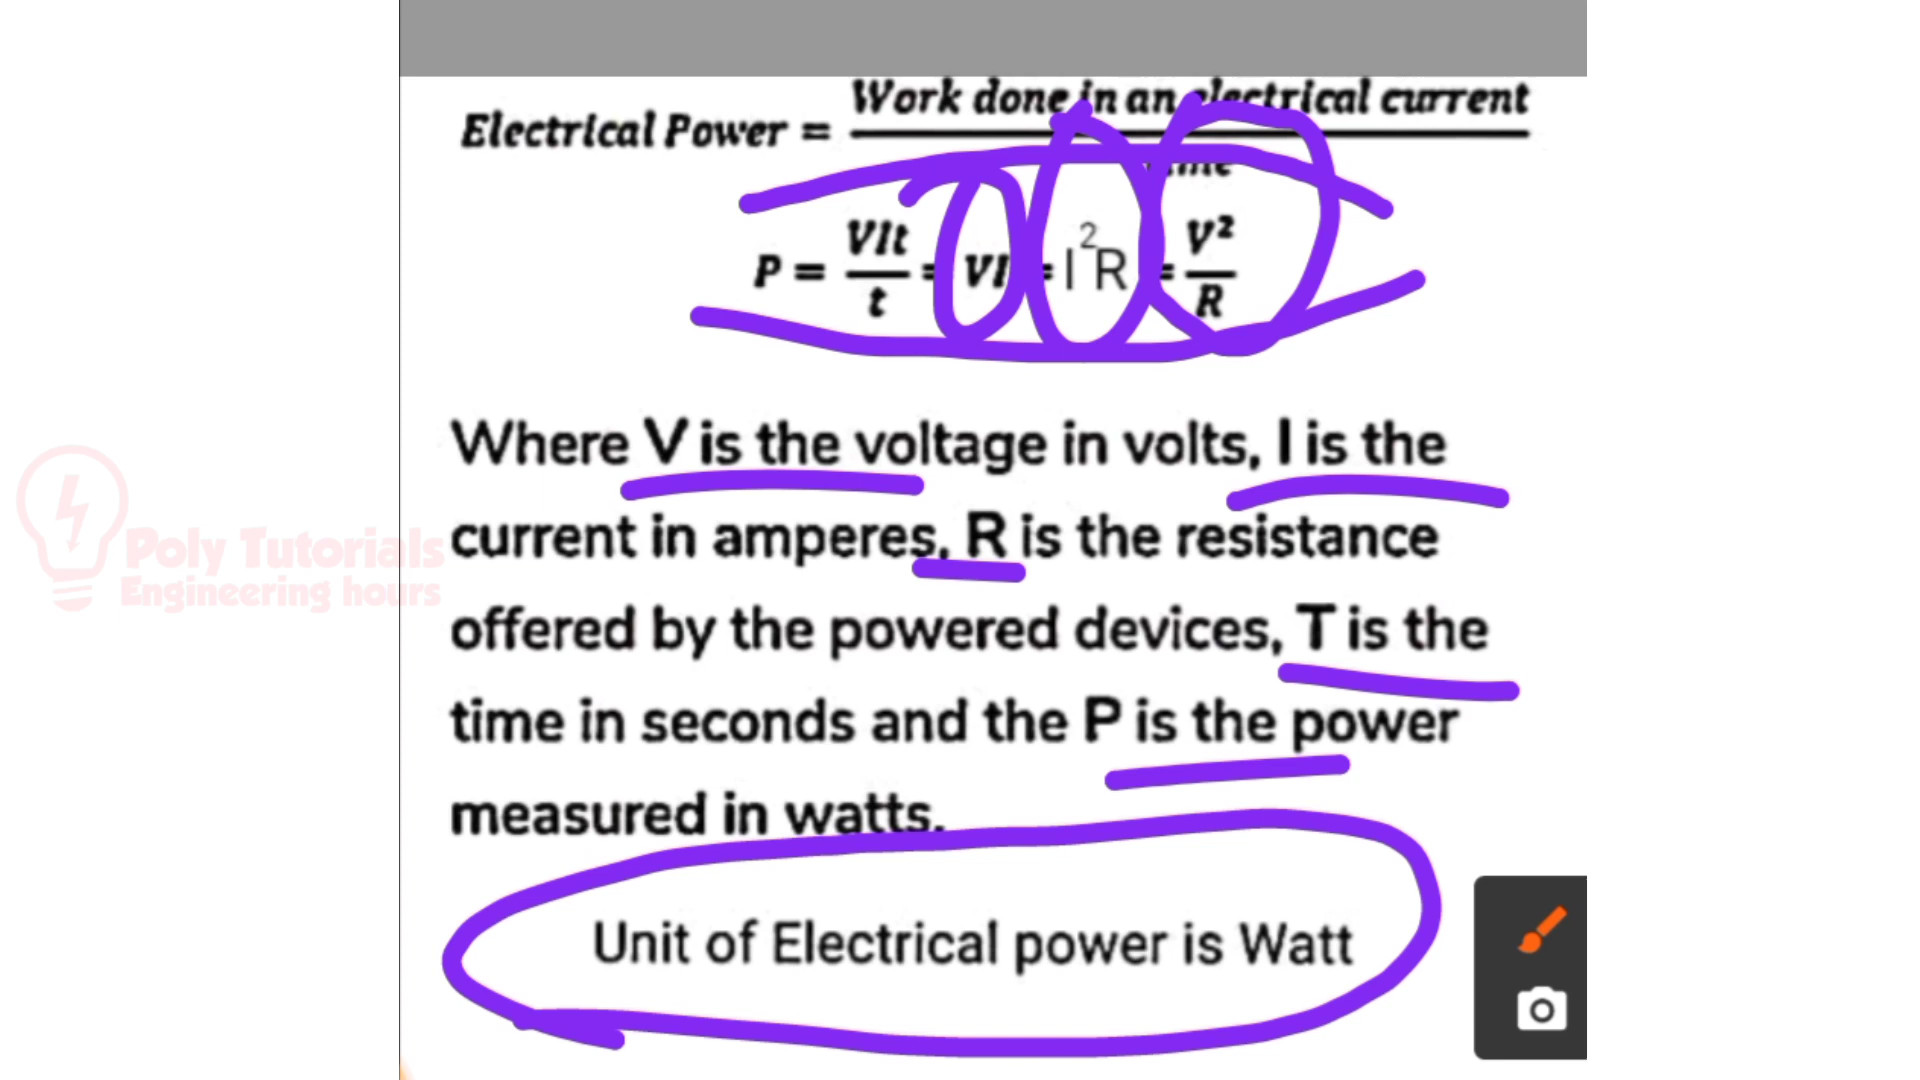 Work done in an electrical current
Electrical Power =
time
P = VIt/t = VI = I²R = V²/R
Where V is the voltage in volts, I is the
current in amperes, R is the resistance
offered by the powered devices, T is the
time in seconds and the P is the power
measured in watts.
Unit of Electrical power is Watt
Poly Tutorials
Engineering hours